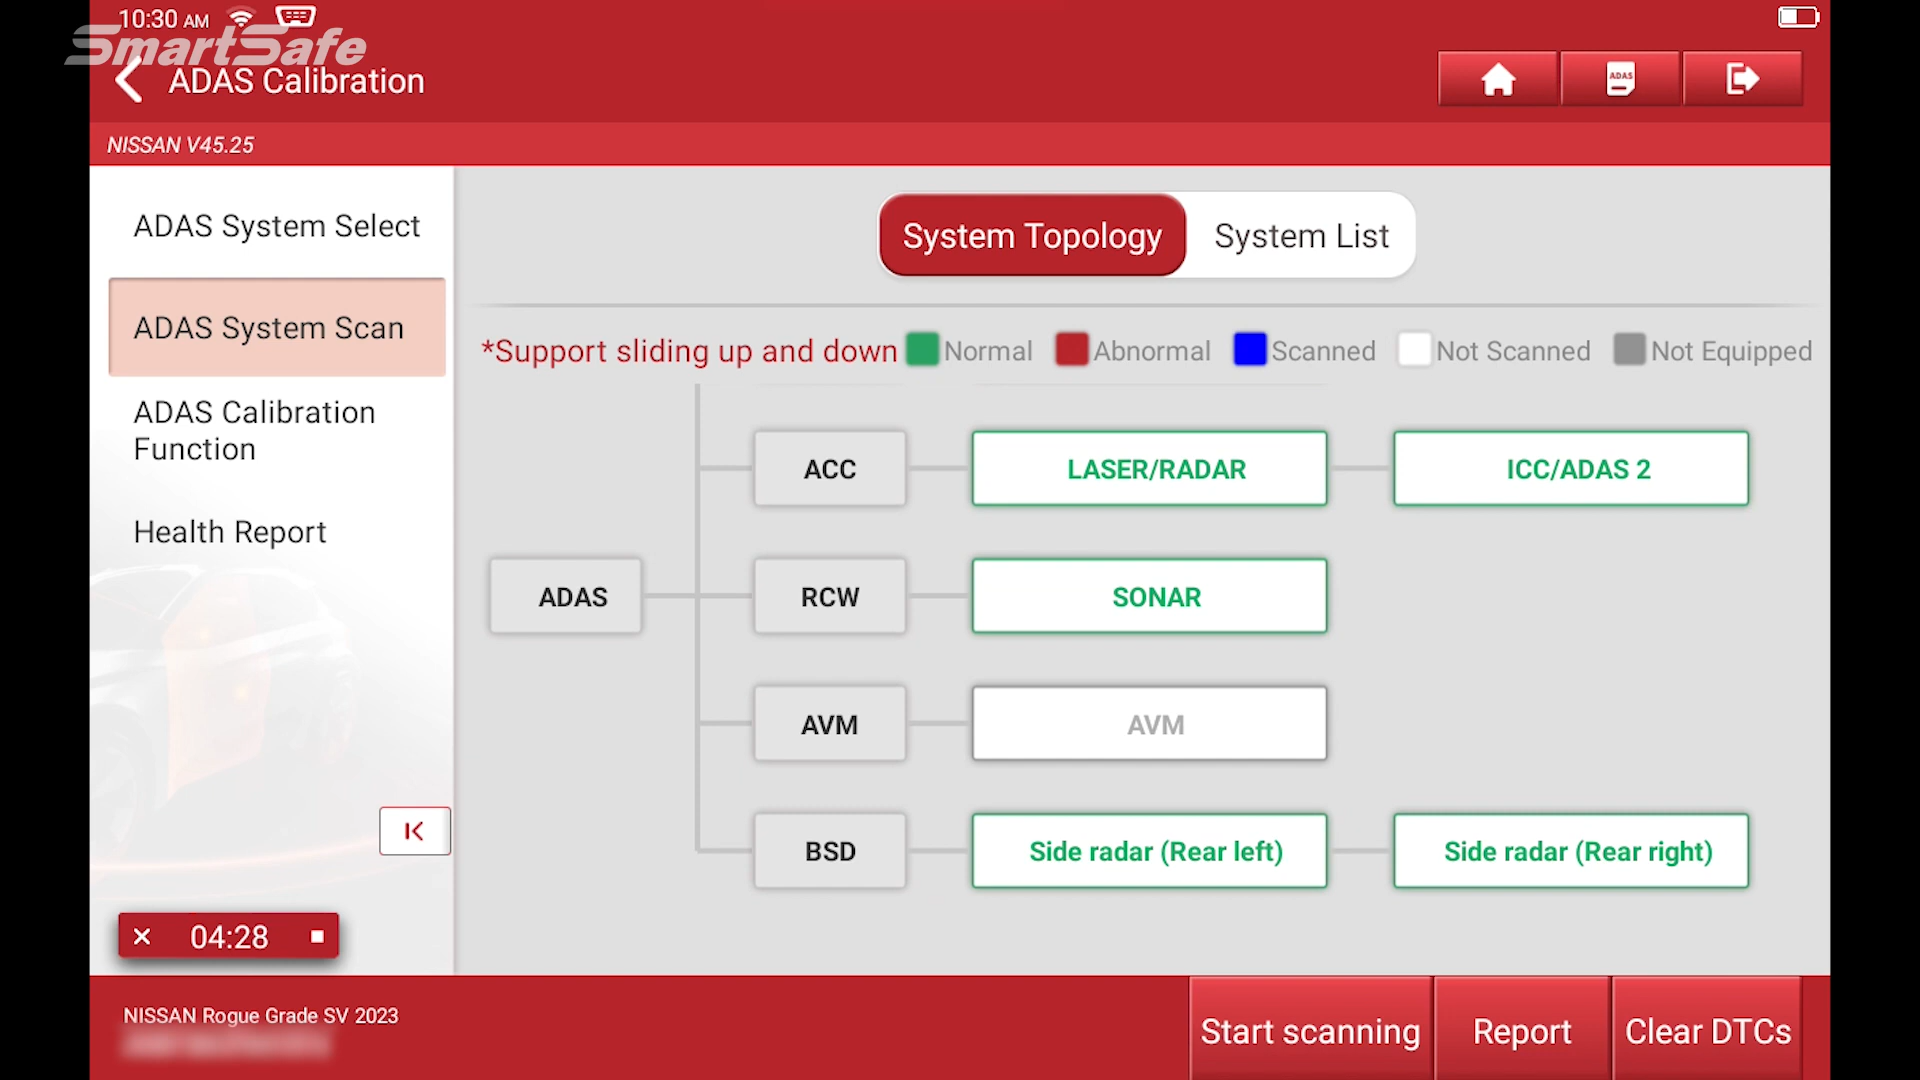 10:30 AM
SmartSafe
ADAS Calibration
ADAS
NISSAN V45.25
ADAS System Select
ADAS System Scan
ADAS Calibration
Function
Health Report
04:28
System Topology System List
*Support sliding up and down Normal Abnormal Scanned Not Scanned Not Equipped
ACC LASER/RADAR ICC/ADAS 2
ADAS RCW SONAR
AVM AVM
BSD Side radar (Rear left) Side radar (Rear right)
NISSAN Rogue Grade SV 2023
Start scanning Report Clear DTCs